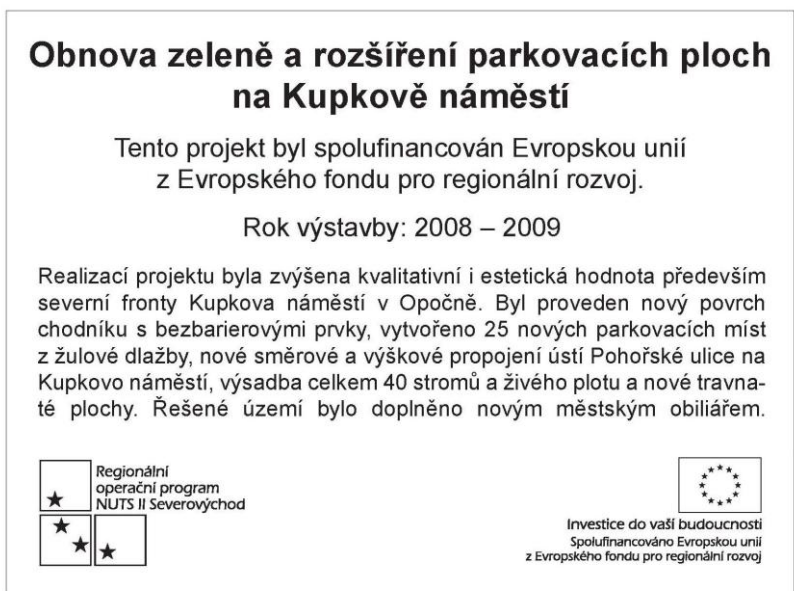 Obnova zeleně a rozšíření parkovacích ploch
na Kupkově náměstí
Tento projekt byl spolufinancován Evropskou unií
z Evropského fondu pro regionální rozvoj.
Rok výstavby: 2008 – 2009
Realizací projektu byla zvýšena kvalitativní i estetická hodnota především
severní fronty Kupkova náměstí v Opočně. Byl proveden nový povrch
chodníku s bezbarierovými prvky, vytvořeno 25 nových parkovacích míst
z žulové dlažby, nové směrové a výškové propojení ústí Pohořské ulice na
Kupkovo náměstí, výsadba celkem 40 stromů a živého plotu a nové travna-
té plochy. Řešené území bylo doplněno novým městským obiliářem.
Regionální
operační program
NUTS II Severovýchod
Investice do vaší budoucnosti
Spolufinancováno Evropskou unií
z Evropského fondu pro regionální rozvoj